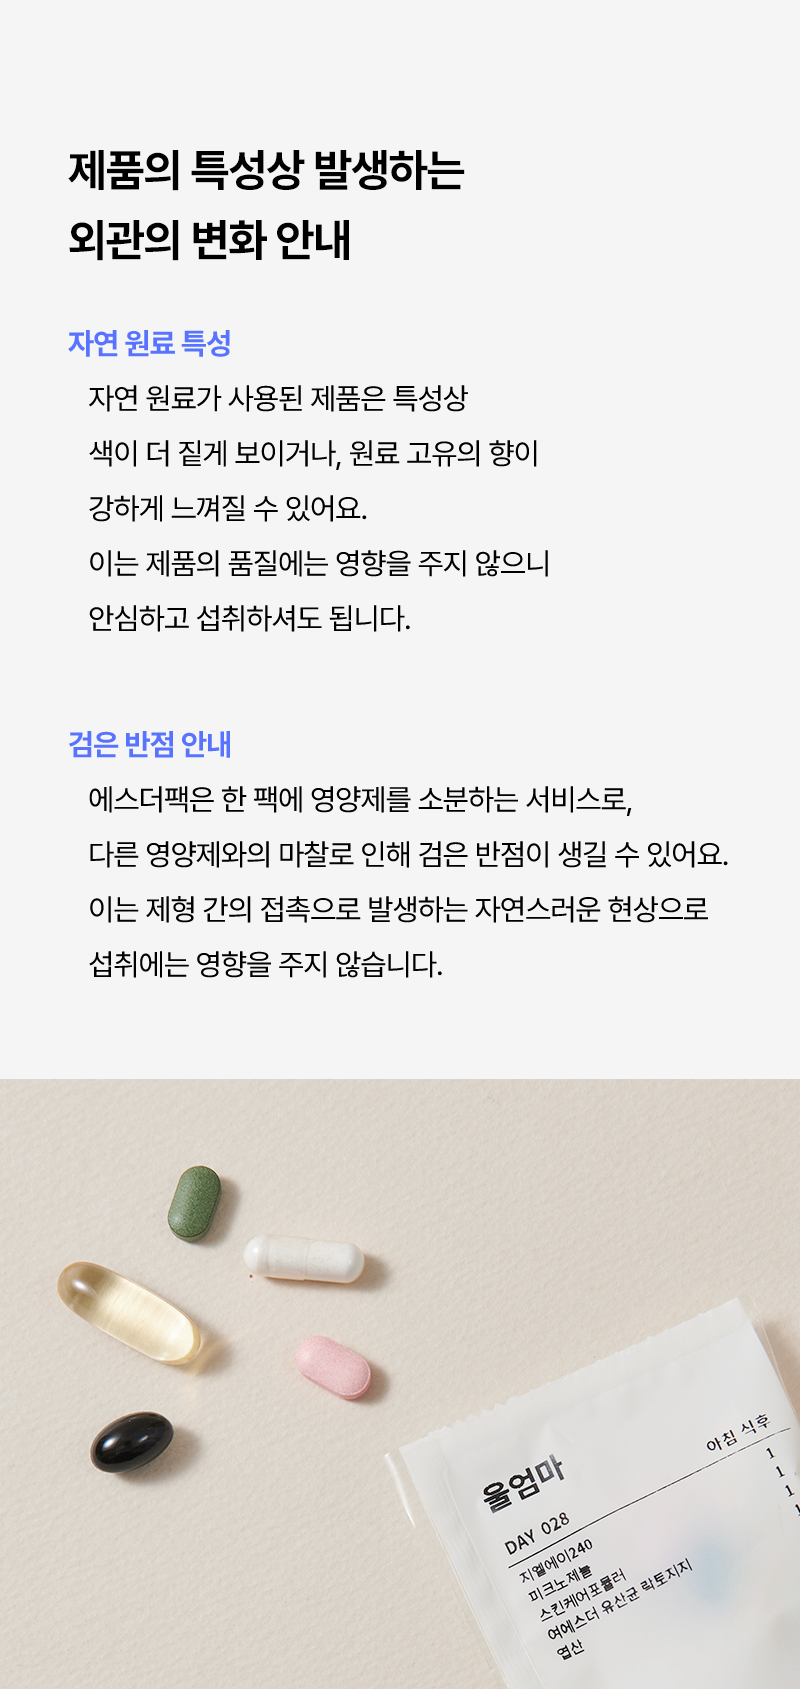 제품의 특성상 발생하는
외관의 변화 안내
자연 원료 특성
자연 원료가 사용된 제품은 특성상
색이 더 짙게 보이거나, 원료 고유의 향이
강하게 느껴질 수 있어요.
이는 제품의 품질에는 영향을 주지 않으니
안심하고 섭취하셔도 됩니다.
검은 반점 안내
에스더팩은 한 팩에 영양제를 소분하는 서비스로,
다른 영양제와의 마찰로 인해 검은 반점이 생길 수 있어요.
이는 제형 간의 접촉으로 발생하는 자연스러운 현상으로
섭취에는 영향을 주지 않습니다.
울엄마
아침 식후
DAY 028
지엘에이240 1
미크노제놀 1
스킨케어포뮬러 1
여에스더 유산균 락토지지
엽산